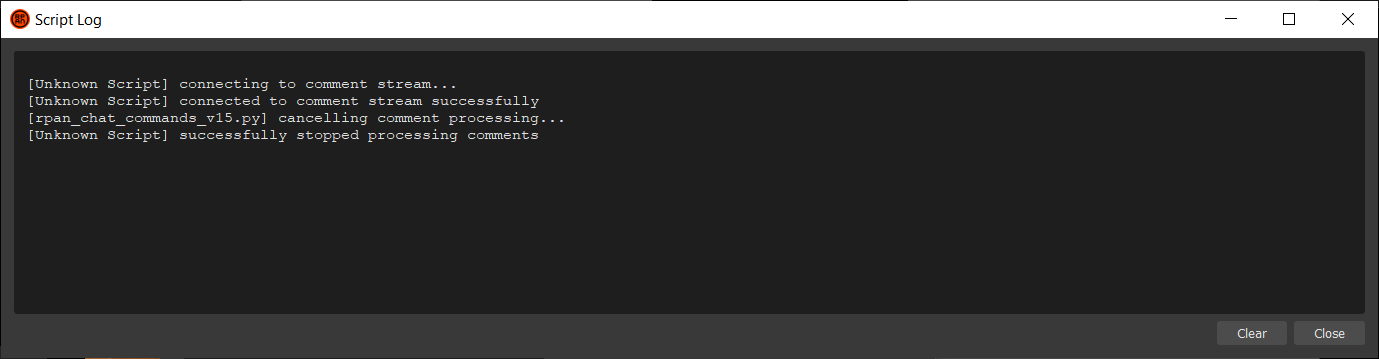 Script Log
[Unknown Script] connecting to comment stream...
[Unknown Script] connected to comment stream successfully
[rpan_chat_commands_v15.py] cancelling comment processing...
[Unknown Script] successfully stopped processing comments
Clear
Close